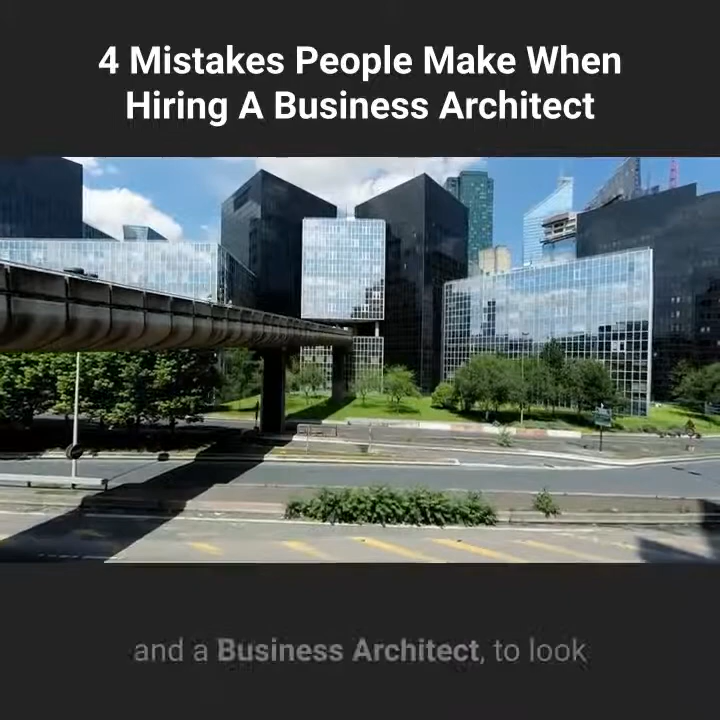 4 Mistakes People Make When
Hiring A Business Architect
and a Business Architect, to look